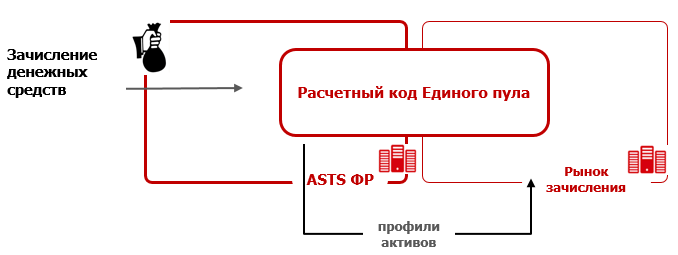 Зачисление
денежных
средств
Расчетный код Единого пула
ASTS ФР
Рынок
зачисления
профили
активов